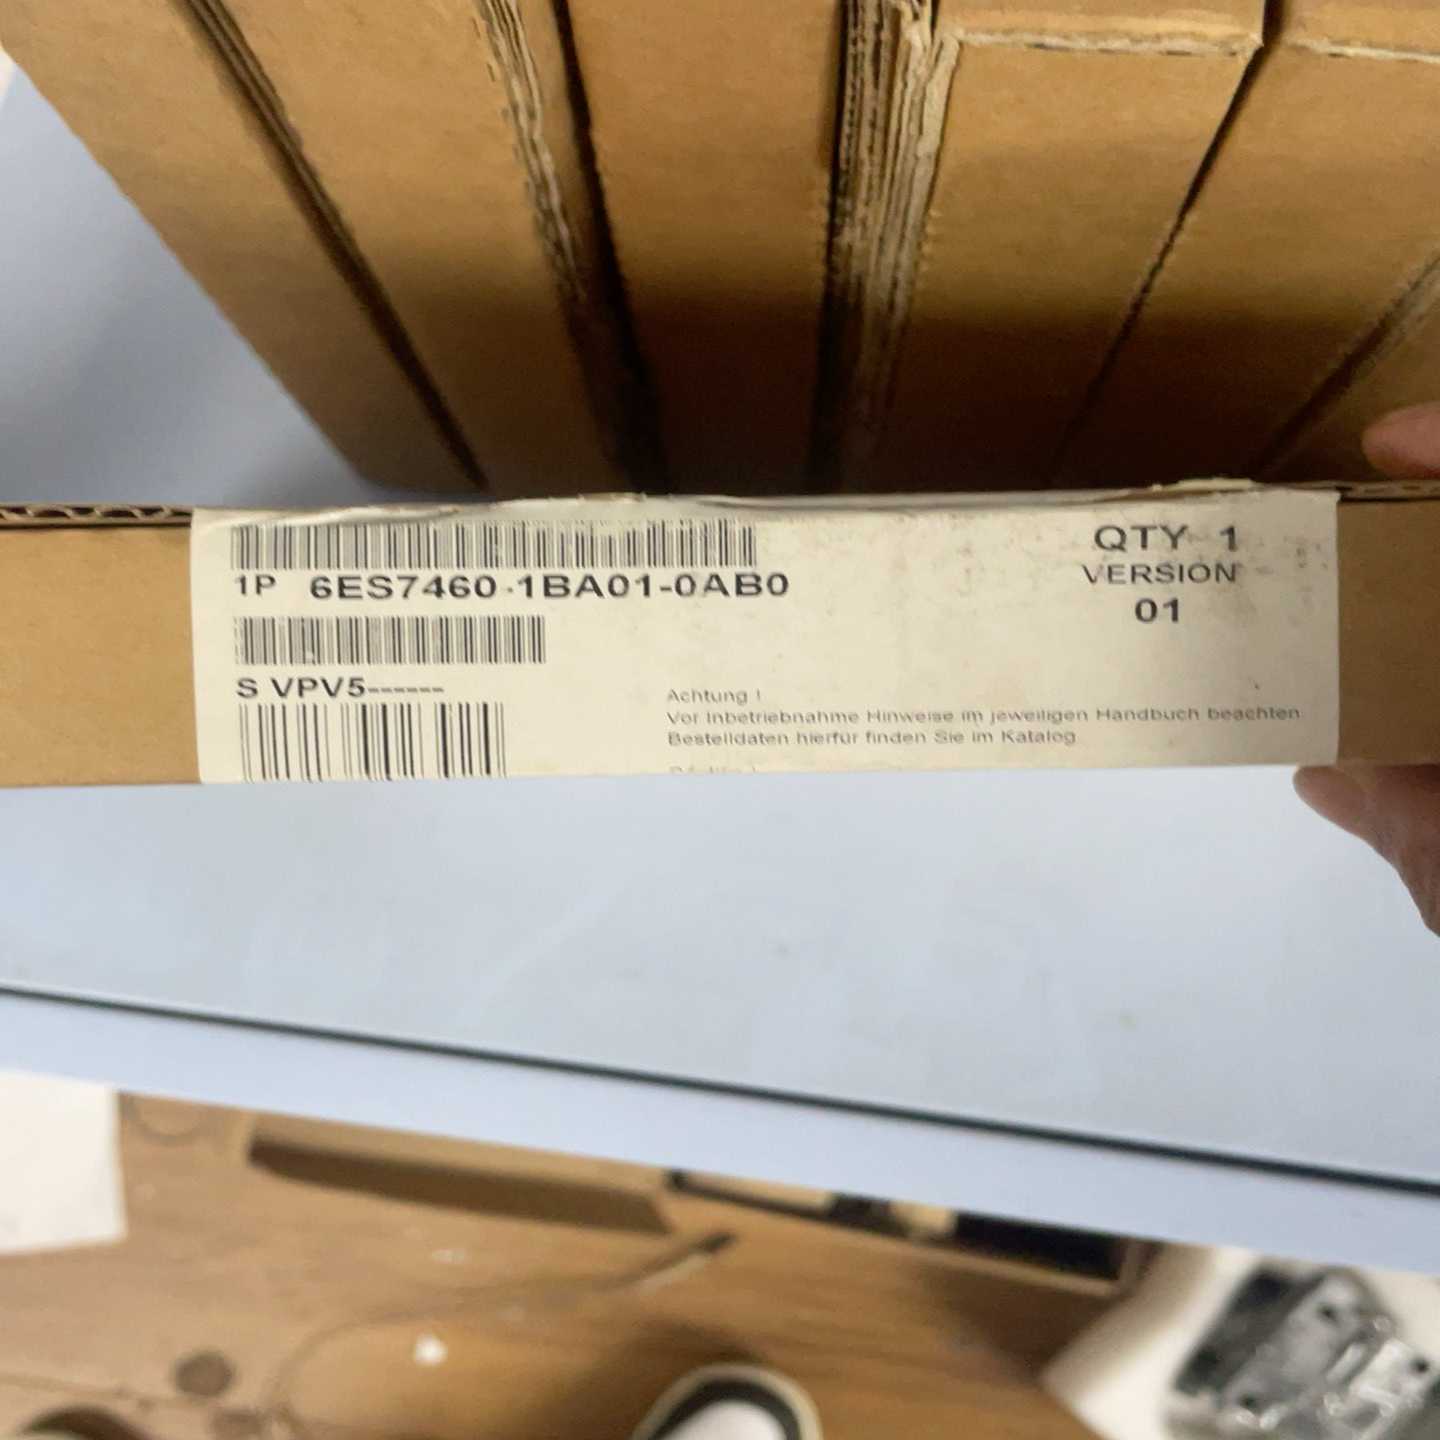 QTY 1
1P 6ES7460-1BA01-0AB0
VERSION
01
S VPV5------
Achtung !
Vor Inbetriebnahme Hinweise im jeweiligen Handbuch beachten.
Bestelldaten hierfür finden Sie im Katalog.